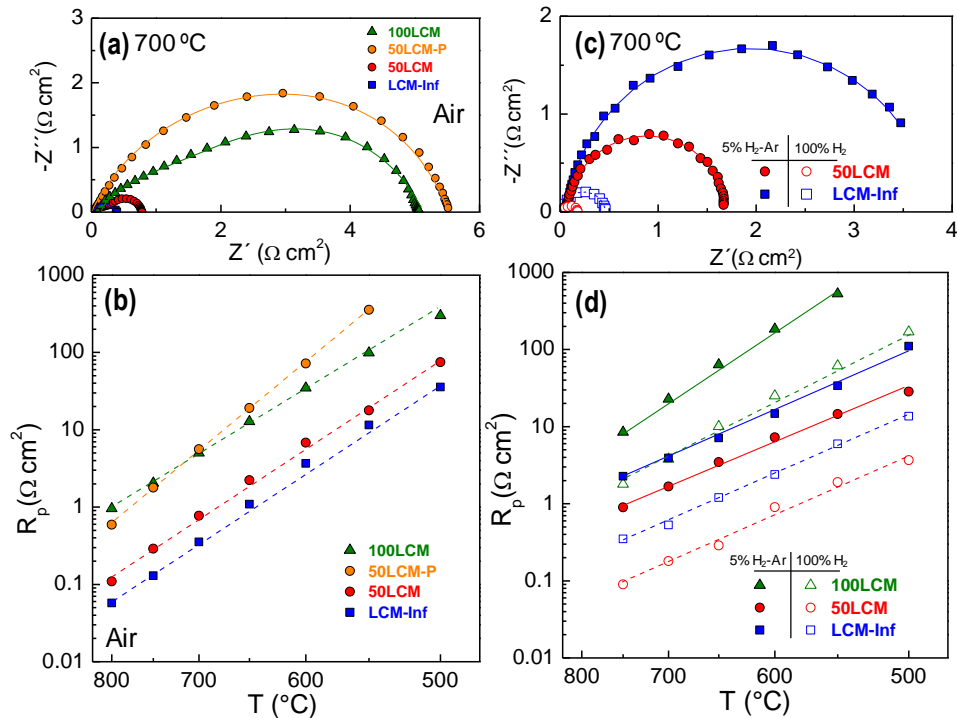 (a) 700 ºC
100LCM
50LCM-P
50LCM
LCM-Inf
Air
-Z´´(Ω cm²)
3
2
1
0
0 1 2 3 4 5 6
Z´ (Ω cm²)
(c) 700 ºC
5% H₂-Ar 100% H₂
50LCM
LCM-Inf
-Z´´(Ω cm²)
2
1
0
0 1 2 3 4
Z´(Ω cm²)
(b)
100LCM
50LCM-P
50LCM
LCM-Inf
Air
Rₚ(Ω cm²)
1000
100
10
1
0.1
0.01
800 700 600 500
T (°C)
(d)
5% H₂-Ar 100% H₂
100LCM
50LCM
LCM-Inf
Rₚ(Ω cm²)
100
10
1
0.1
0.01
800 700 600 500
T (°C)